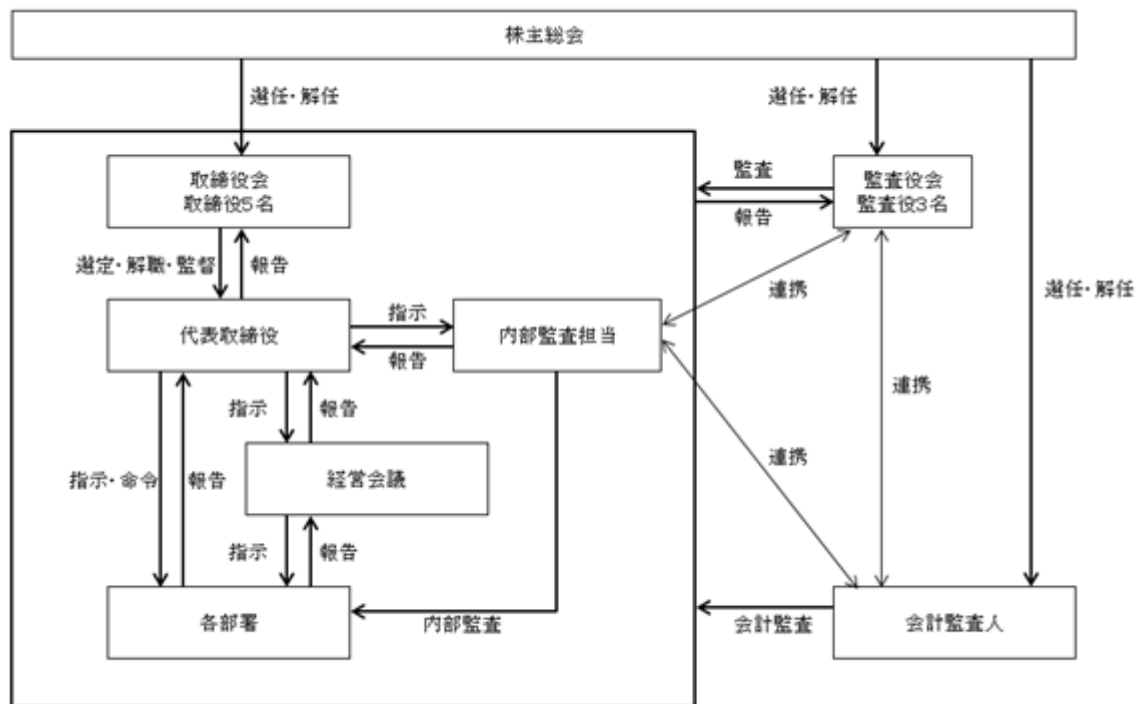 株主総会
選任・解任
選任・解任
取締役会
取締役5名
監査
監査役会
監査役3名
報告
選定・解職・監督
報告
連携
選任・解任
代表取締役
指示
内部監査担当
報告
連携
指示
報告
連携
指示・命令
報告
経営会議
指示
報告
各部署
内部監査
会計監査
会計監査人